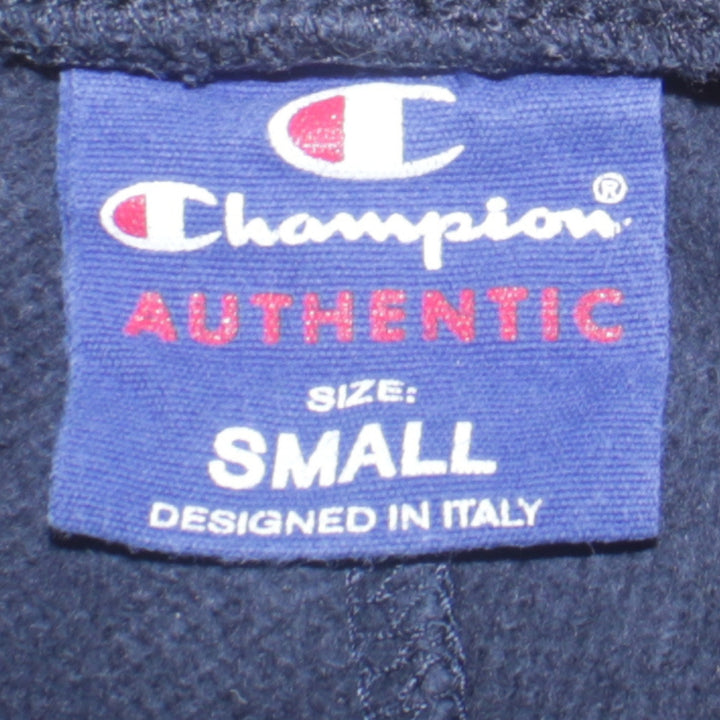 C
Champion®
AUTHENTIC
SIZE:
SMALL
DESIGNED IN ITALY